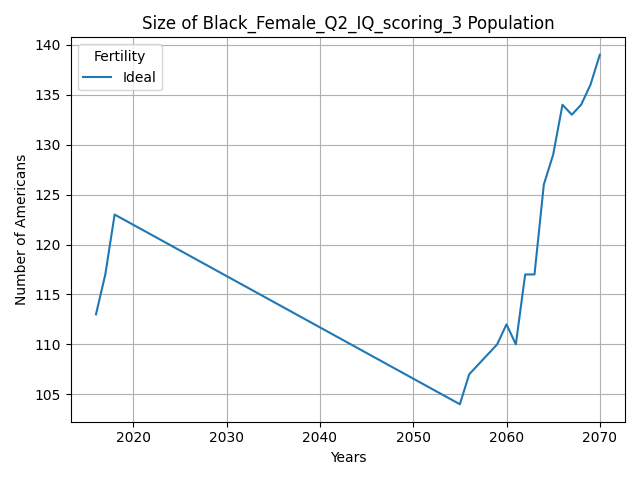 Size of Black_Female_Q2_IQ_scoring_3 Population
Fertility
Ideal
Number of Americans
140
135
130
125
120
115
110
105
2020 2030 2040 2050 2060 2070
Years